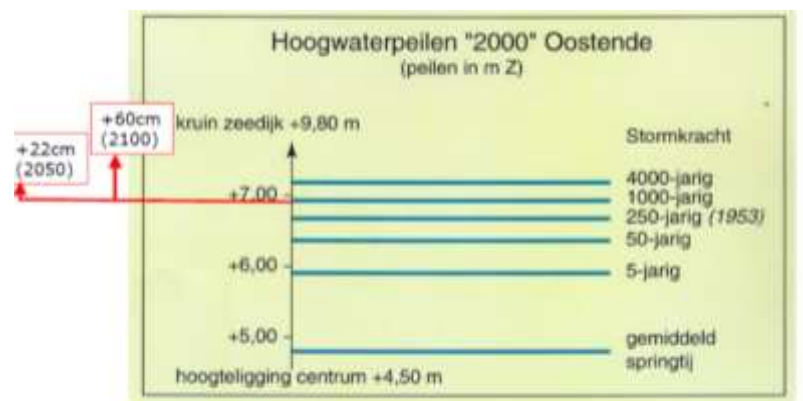 Hoogwaterpeilen "2000" Oostende
(peilen in m Z)
+60cm
(2100)
kruin zeedijk +9,80 m
+22cm
(2050)
Stormkracht
4000-jarig
+7,00
1000-jarig
250-jarig (1953)
50-jarig
+6,00
5-jarig
+5,00
gemiddeld
springtij
hoogteligging centrum +4,50 m